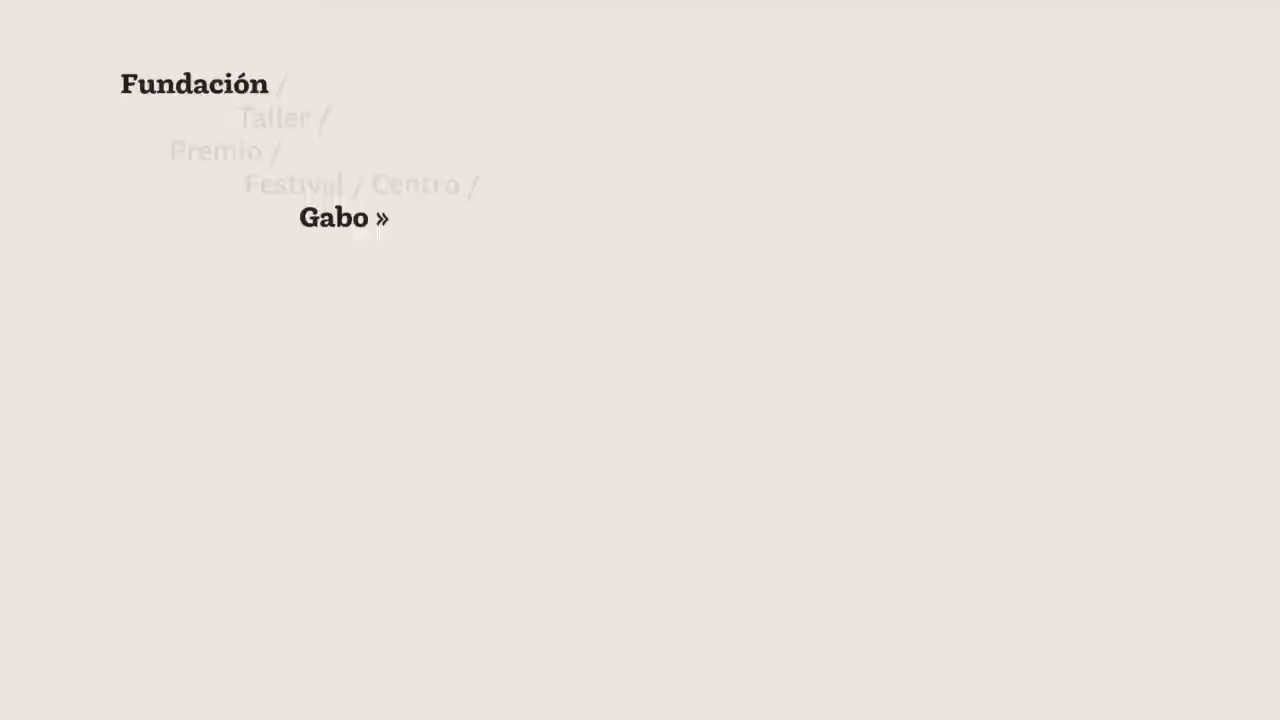 Fundación /
Taller /
Premio /
Festival / Centro /
Gabo »